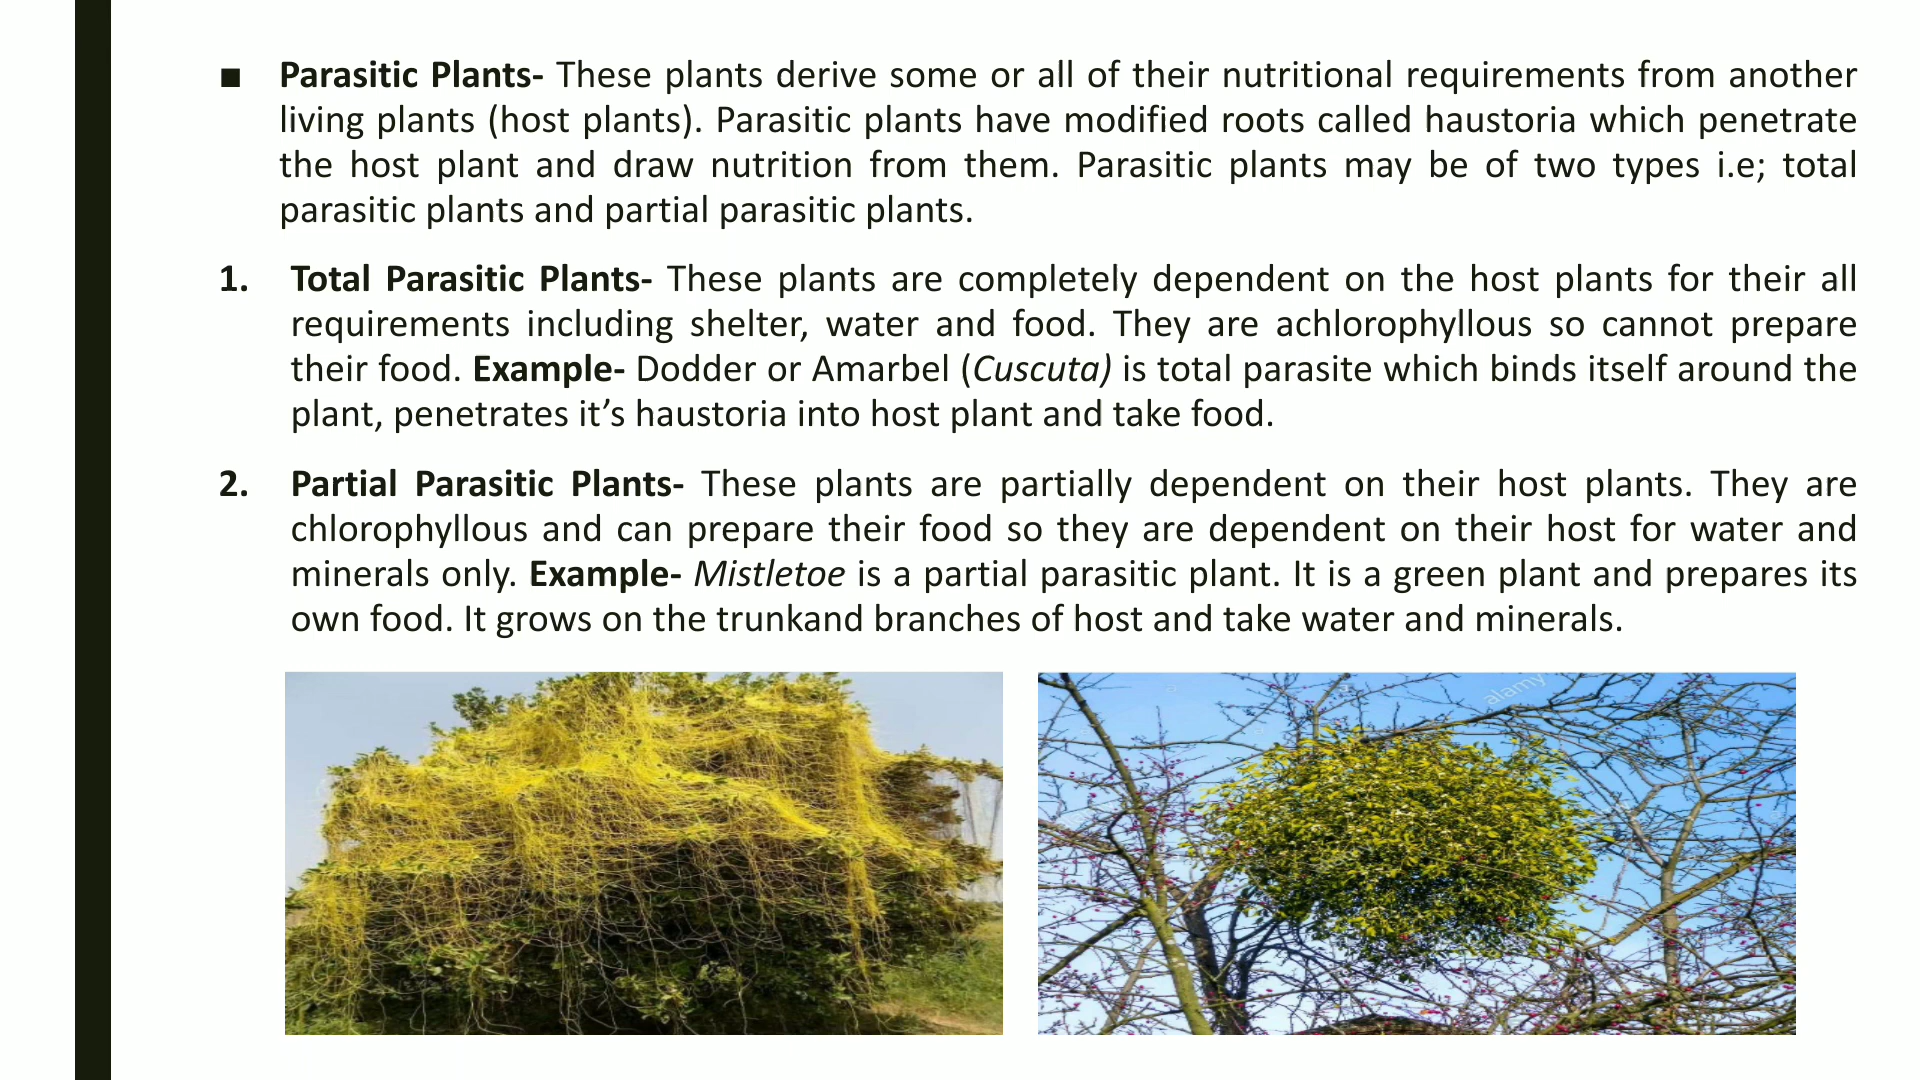 ▪ Parasitic Plants- These plants derive some or all of their nutritional requirements from another
living plants (host plants). Parasitic plants have modified roots called haustoria which penetrate
the host plant and draw nutrition from them. Parasitic plants may be of two types i.e; total
parasitic plants and partial parasitic plants.
1. Total Parasitic Plants- These plants are completely dependent on the host plants for their all
requirements including shelter, water and food. They are achlorophyllous so cannot prepare
their food. Example- Dodder or Amarbel (Cuscuta) is total parasite which binds itself around the
plant, penetrates it’s haustoria into host plant and take food.
2. Partial Parasitic Plants- These plants are partially dependent on their host plants. They are
chlorophyllous and can prepare their food so they are dependent on their host for water and
minerals only. Example- Mistletoe is a partial parasitic plant. It is a green plant and prepares its
own food. It grows on the trunkand branches of host and take water and minerals.
alamy